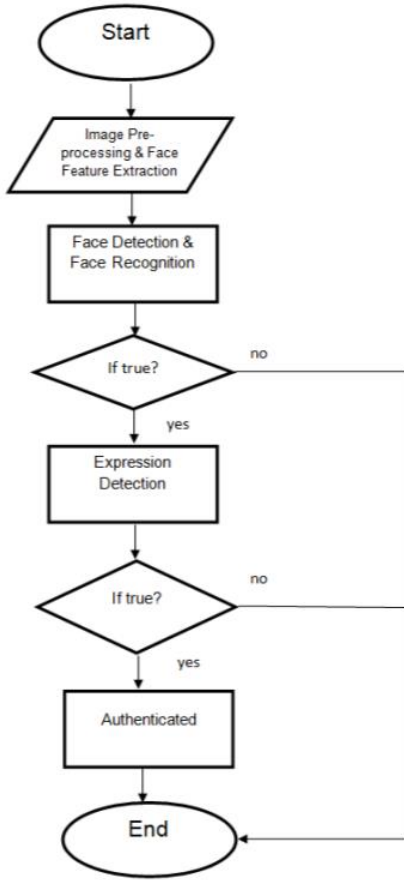 Start
Image Pre-
processing & Face
Feature Extraction
Face Detection &
Face Recognition
If true?
no
yes
Expression
Detection
no
If true?
yes
Authenticated
End